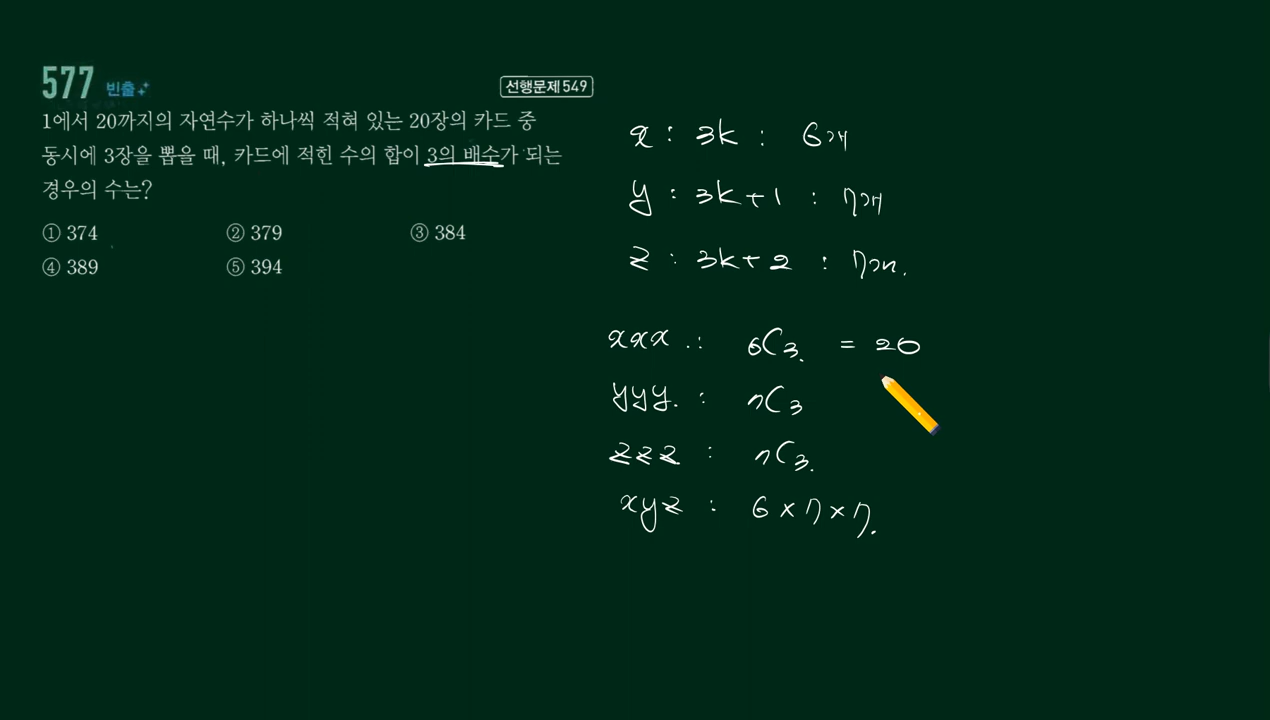 577 빈출
선행문제 549
1에서 20까지의 자연수가 하나씩 적혀 있는 20장의 카드 중
동시에 3장을 뽑을 때, 카드에 적힌 수의 합이 3의 배수가 되는
경우의 수는?
① 374 ② 379 ③ 384
④ 389 ⑤ 394
x : 3k : 6개
y : 3k+1 : 7개
z : 3k+2 : 7개.
xxx : 6C3. = 20
yyy. : 7C3
zzz : 7C3.
xyz : 6×7×7.